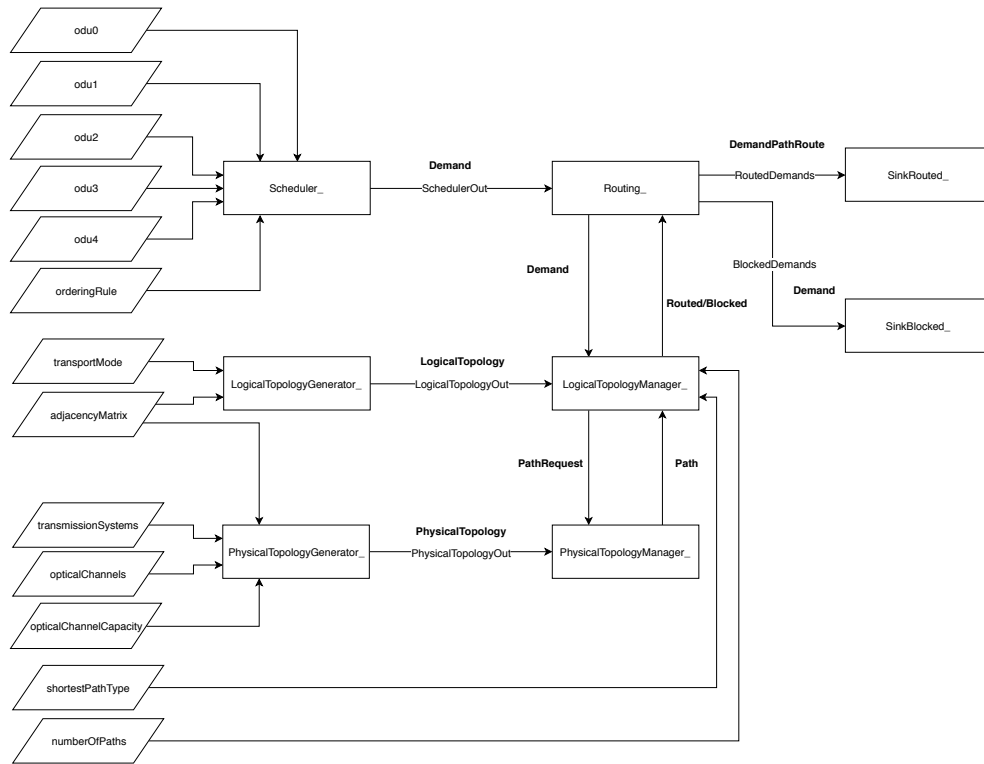 odu0
odu1
odu2
odu3
odu4
orderingRule
Scheduler_
Demand
SchedulerOut
Routing_
DemandPathRoute
RoutedDemands
SinkRouted_
BlockedDemands
Demand
SinkBlocked_
Demand
Routed/Blocked
transportMode
adjacencyMatrix
LogicalTopologyGenerator_
LogicalTopology
LogicalTopologyOut
LogicalTopologyManager_
PathRequest
Path
transmissionSystems
opticalChannels
opticalChannelCapacity
PhysicalTopologyGenerator_
PhysicalTopology
PhysicalTopologyOut
PhysicalTopologyManager_
shortestPathType
numberOfPaths